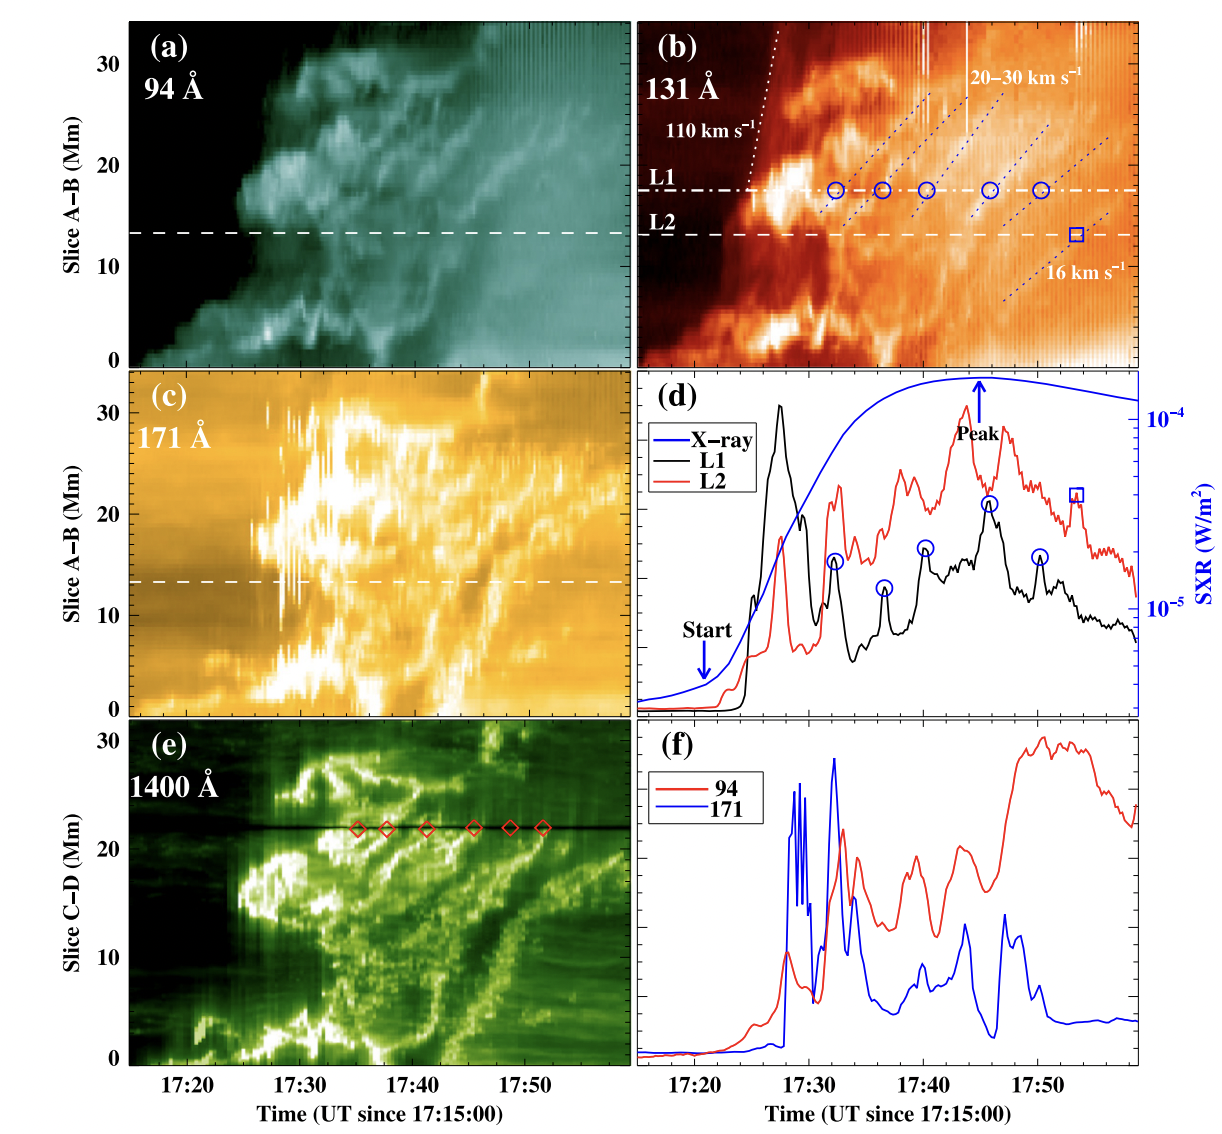 (a)
94 Å
30
20
10
0
Slice A–B (Mm)
(b)
131 Å
20–30 km s⁻¹
110 km s⁻¹
L1
L2
16 km s⁻¹
(c)
171 Å
30
20
10
0
Slice A–B (Mm)
(d)
X–ray
L1
L2
Peak
Start
10⁻⁴
10⁻⁵
SXR (W/m²)
(e)
1400 Å
30
20
10
0
Slice C–D (Mm)
17:20 17:30 17:40 17:50
Time (UT since 17:15:00)
(f)
94
171
17:20 17:30 17:40 17:50
Time (UT since 17:15:00)